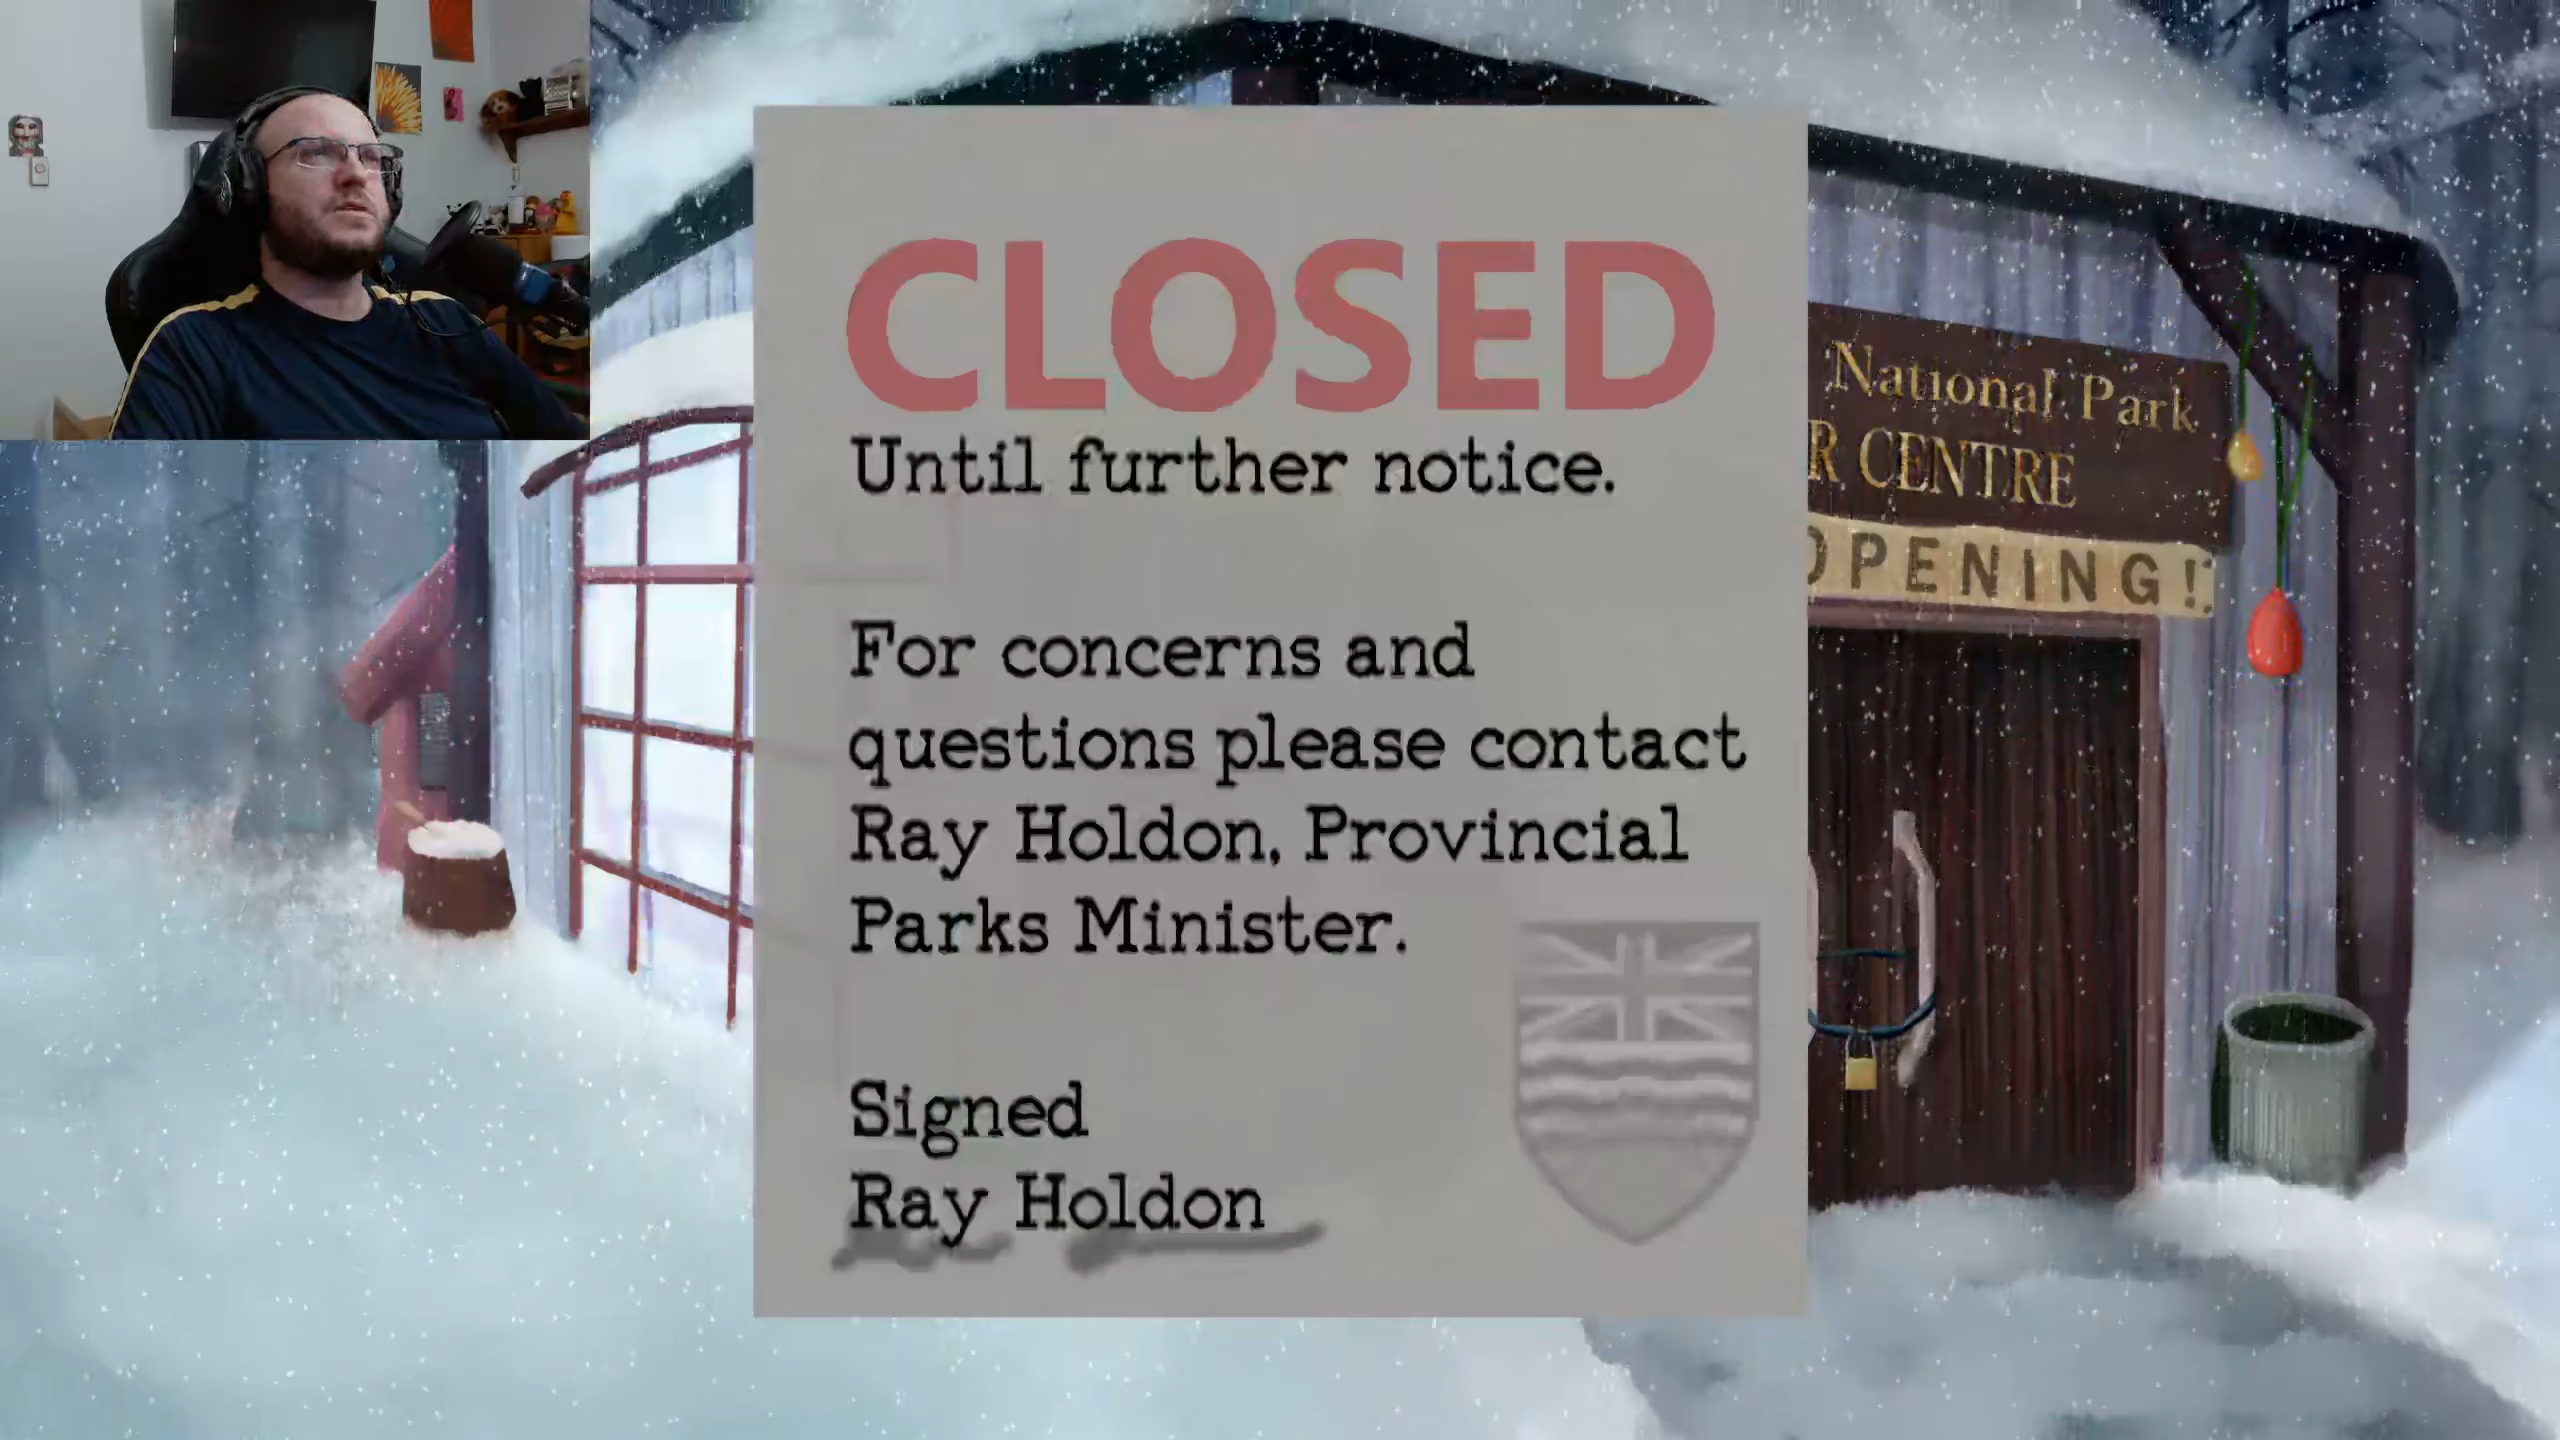 CLOSED
Until further notice.
For concerns and
questions please contact
Ray Holdon, Provincial
Parks Minister.
Signed
Ray Holdon
National Park
CENTRE
OPENING!